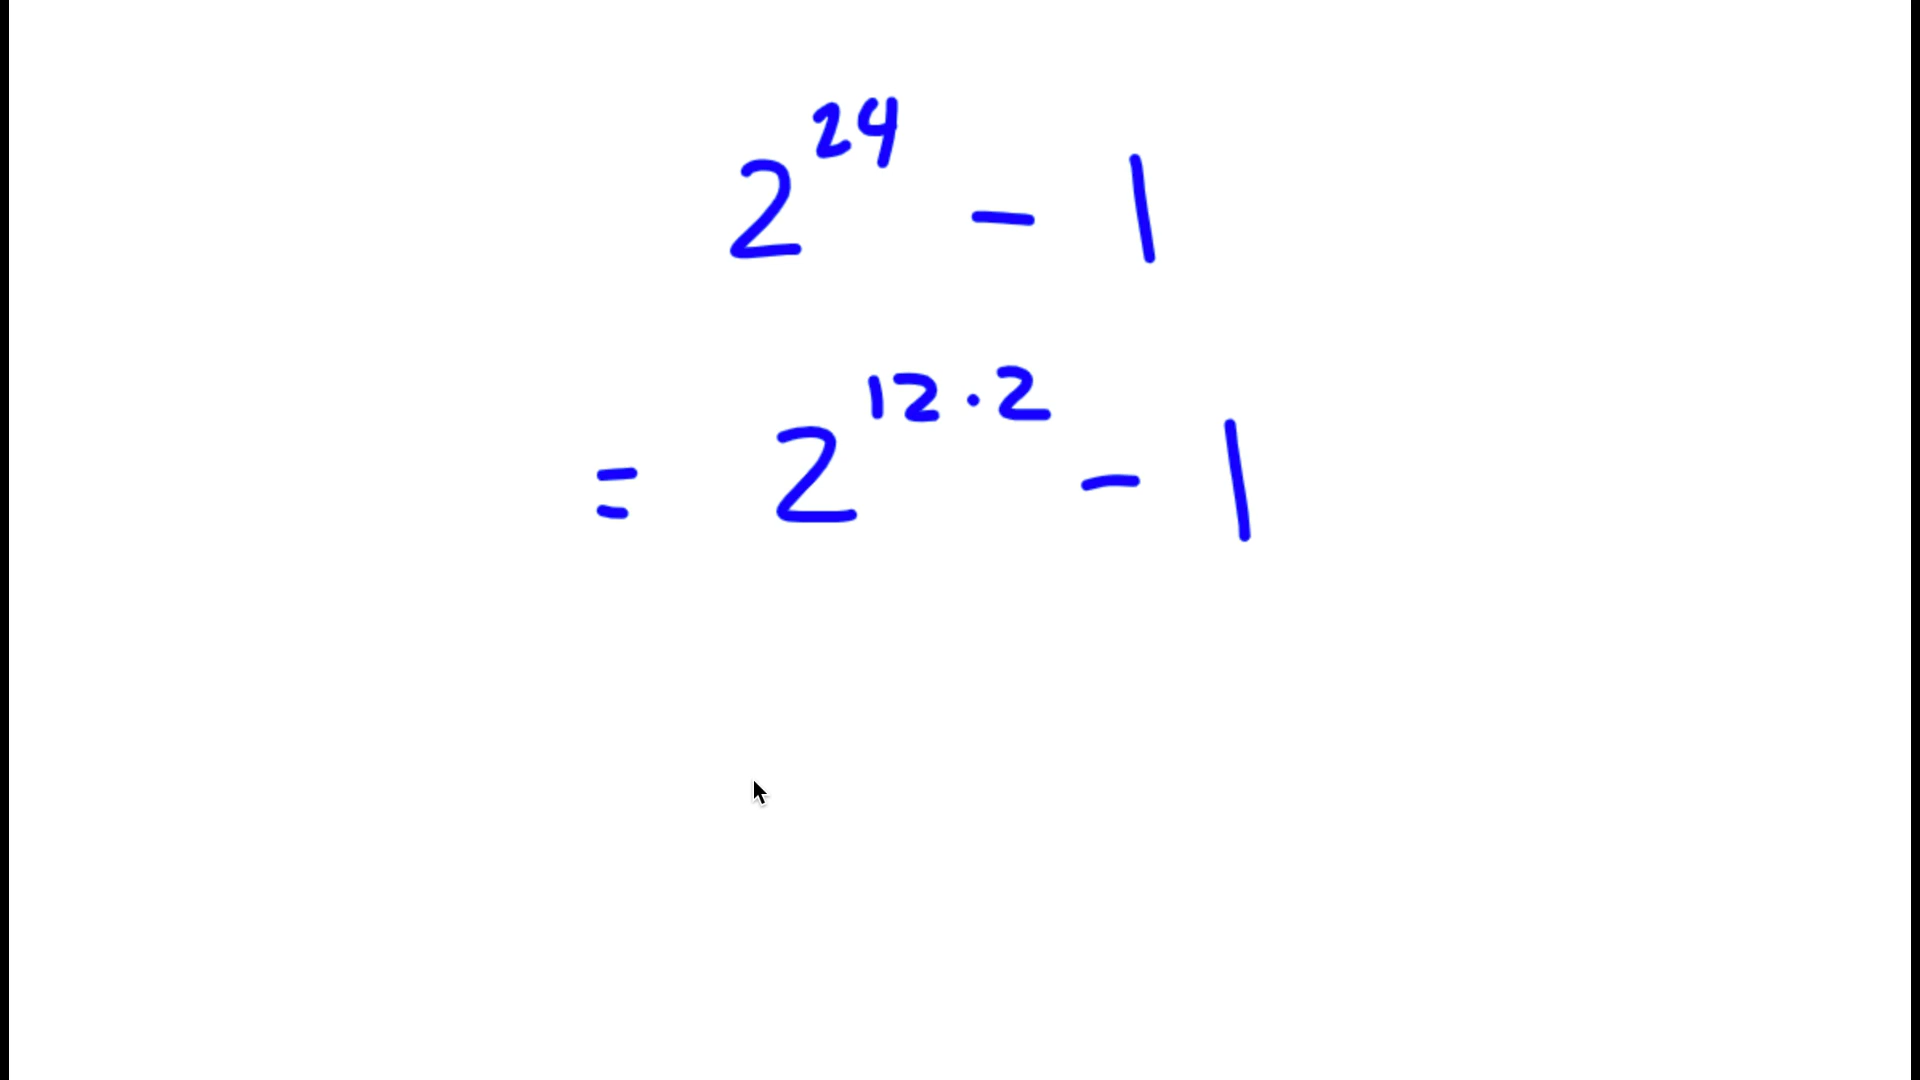 2^24 - 1
= 2^12·2 - 1